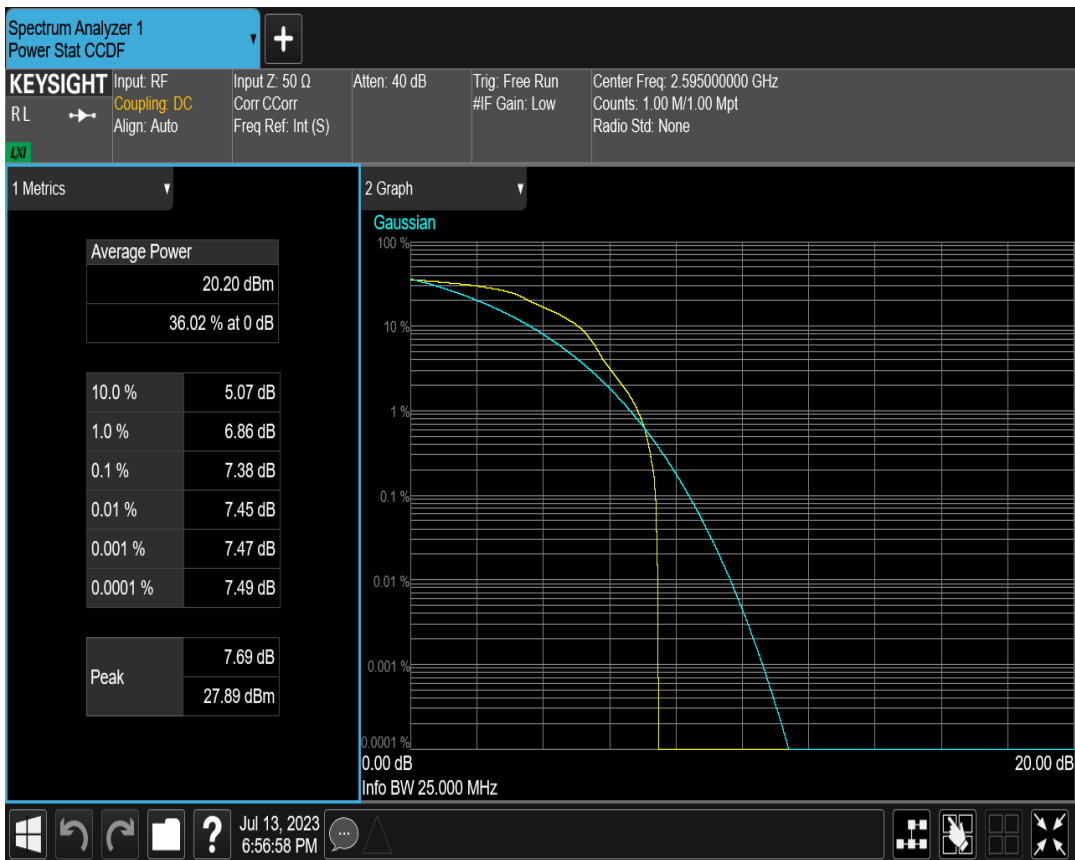 Spectrum Analyzer 1
Power Stat CCDF
+
KEYSIGHT
RL
LXI
Input: RF
Coupling: DC
Align: Auto
Input Z: 50 Ω
Corr CCorr
Freq Ref: Int (S)
Atten: 40 dB
Trig: Free Run
#IF Gain: Low
Center Freq: 2.595000000 GHz
Counts: 1.00 M/1.00 Mpt
Radio Std: None
1 Metrics
Average Power
20.20 dBm
36.02 % at 0 dB
10.0 % 5.07 dB
1.0 % 6.86 dB
0.1 % 7.38 dB
0.01 % 7.45 dB
0.001 % 7.47 dB
0.0001 % 7.49 dB
Peak
7.69 dB
27.89 dBm
2 Graph
Gaussian
100 %
10 %
1 %
0.1 %
0.01 %
0.001 %
0.0001 %
0.00 dB 20.00 dB
Info BW 25.000 MHz
?
Jul 13, 2023
6:56:58 PM